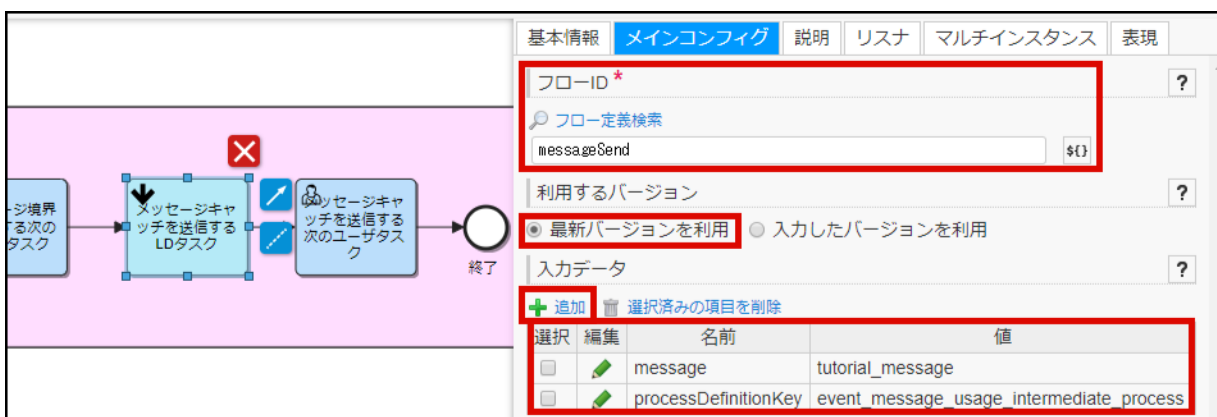 基本情報 メインコンフィグ 説明 リスナ マルチインスタンス 表現
フローID *
?
フロー定義検索
messageSend
${}
利用するバージョン
?
最新バージョンを利用 入力したバージョンを利用
入力データ
?
追加 選択済みの項目を削除
選択 編集 名前 値
message tutorial_message
processDefinitionKey event_message_usage_intermediate_process
ージ境界
する次の
タスク
メッセージキャ
ッチを送信する
LDタスク
メッセージキャ
ッチを送信する
次のユーザタス
ク
終了